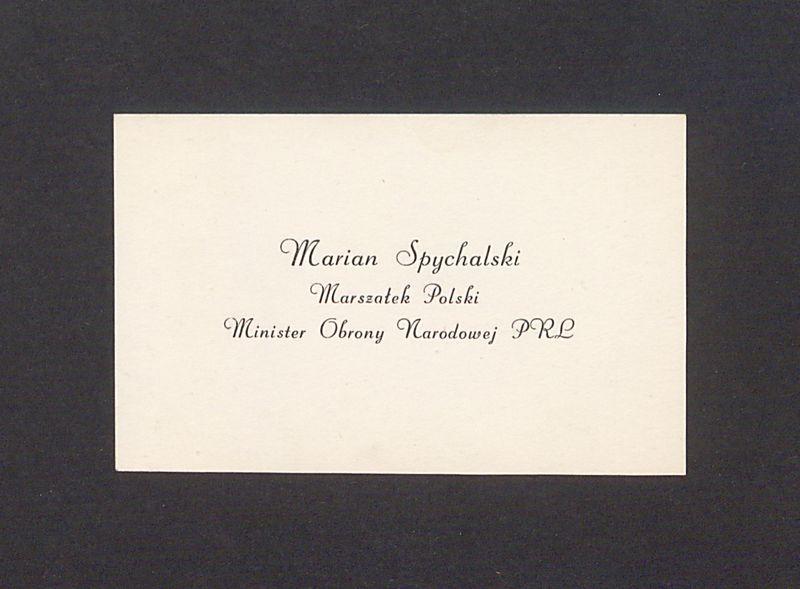 Marian Spychalski
Marszałek Polski
Minister Obrony Narodowej PRL